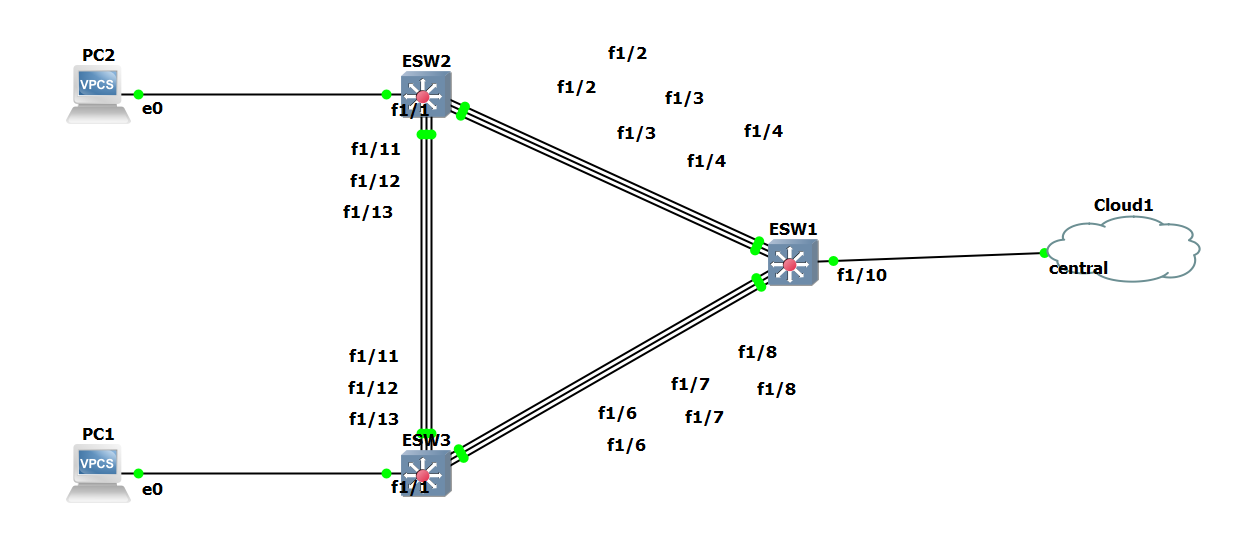 PC2
VPCS
e0
ESW2
f1/1
f1/2
f1/2
f1/3
f1/3
f1/4
f1/4
f1/11
f1/12
f1/13
ESW1
f1/10
Cloud1
central
f1/11
f1/12
f1/13
f1/8
f1/7
f1/8
f1/6
f1/7
f1/6
PC1
VPCS
e0
ESW3
f1/1